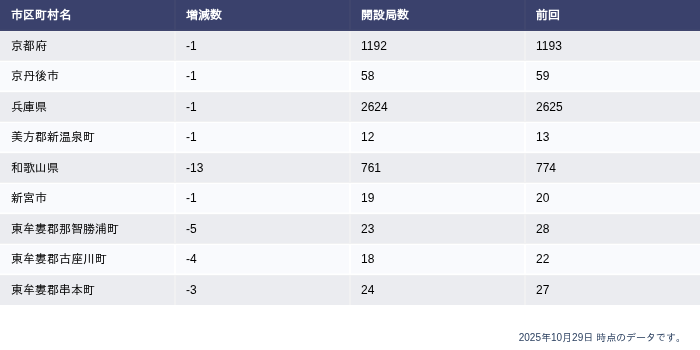 市区町村名 増減数 開設局数 前回
京都府 -1 1192 1193
京丹後市 -1 58 59
兵庫県 -1 2624 2625
美方郡新温泉町 -1 12 13
和歌山県 -13 761 774
新宮市 -1 19 20
東牟婁郡那智勝浦町 -5 23 28
東牟婁郡古座川町 -4 18 22
東牟婁郡串本町 -3 24 27
2025年10月29日 時点のデータです。